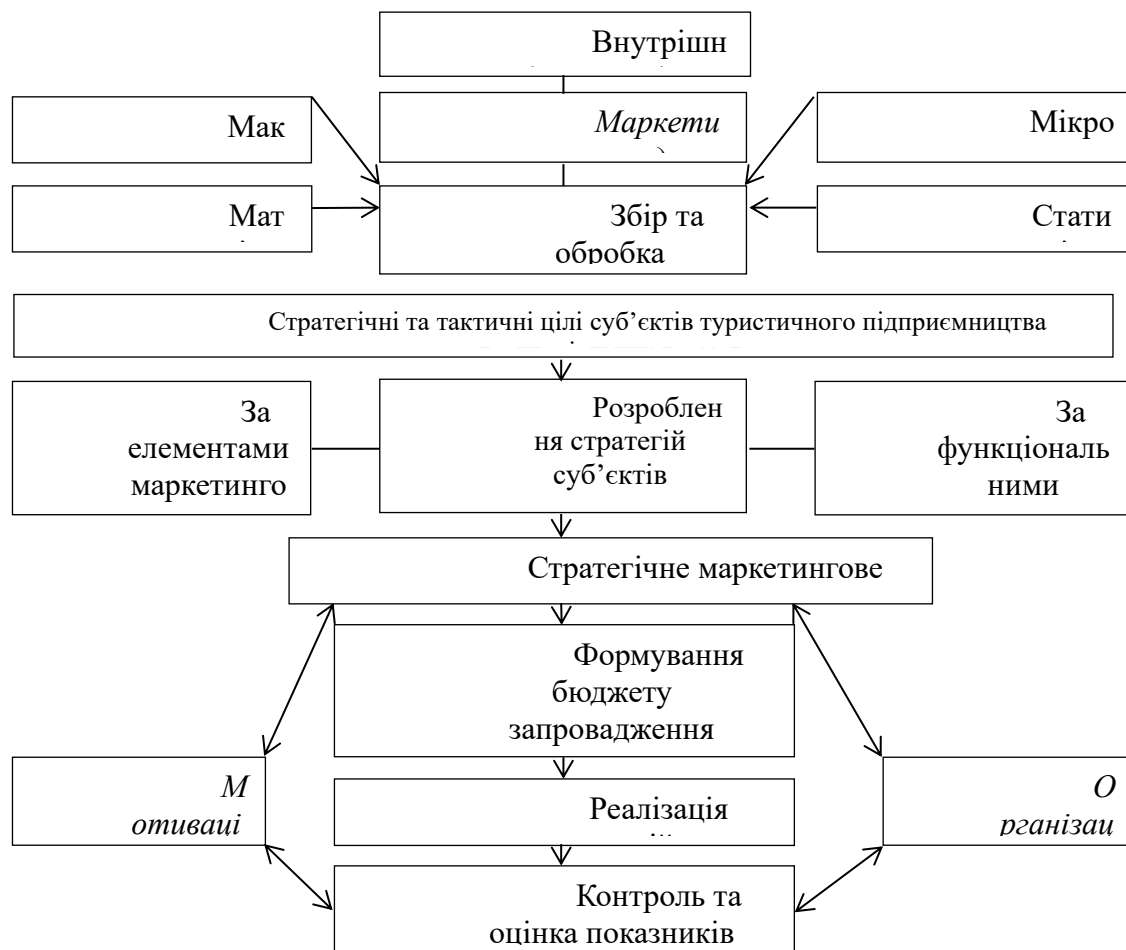 Внутрішн
Мак
Маркети
Мікро
Мат
Збір та
обробка
Стати
Стратегічні та тактичні цілі суб’єктів туристичного підприємництва
За
елементами
маркетинго
Розроблен
ня стратегій
суб’єктів
За
функціональ
ними
Стратегічне маркетингове
Формування
бюджету
запровадження
М
отиваці
О
рганізац
Реалізація
Контроль та
оцінка показників